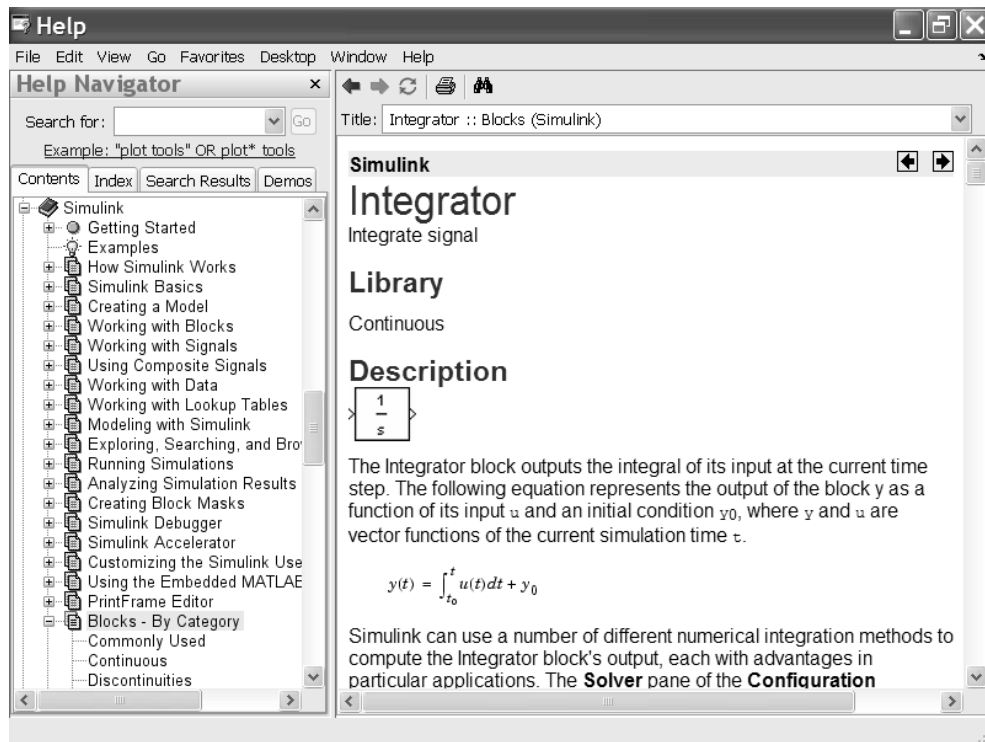 Help
File Edit View Go Favorites Desktop Window Help
Help Navigator
Search for:
Go
Example: "plot tools" OR plot* tools
Contents Index Search Results Demos
Simulink
Getting Started
Examples
How Simulink Works
Simulink Basics
Creating a Model
Working with Blocks
Working with Signals
Using Composite Signals
Working with Data
Working with Lookup Tables
Modeling with Simulink
Exploring, Searching, and Bro
Running Simulations
Analyzing Simulation Results
Creating Block Masks
Simulink Debugger
Simulink Accelerator
Customizing the Simulink Use
Using the Embedded MATLAB
PrintFrame Editor
Blocks - By Category
Commonly Used
Continuous
Discontinuities
Title: Integrator :: Blocks (Simulink)
Simulink
Integrator
Integrate signal
Library
Continuous
Description
1
s
The Integrator block outputs the integral of its input at the current time
step. The following equation represents the output of the block y as a
function of its input u and an initial condition y0, where y and u are
vector functions of the current simulation time t.
y(t) = ∫_{t₀}^{t} u(t)dt + y₀
Simulink can use a number of different numerical integration methods to
compute the Integrator block's output, each with advantages in
particular applications. The Solver pane of the Configuration